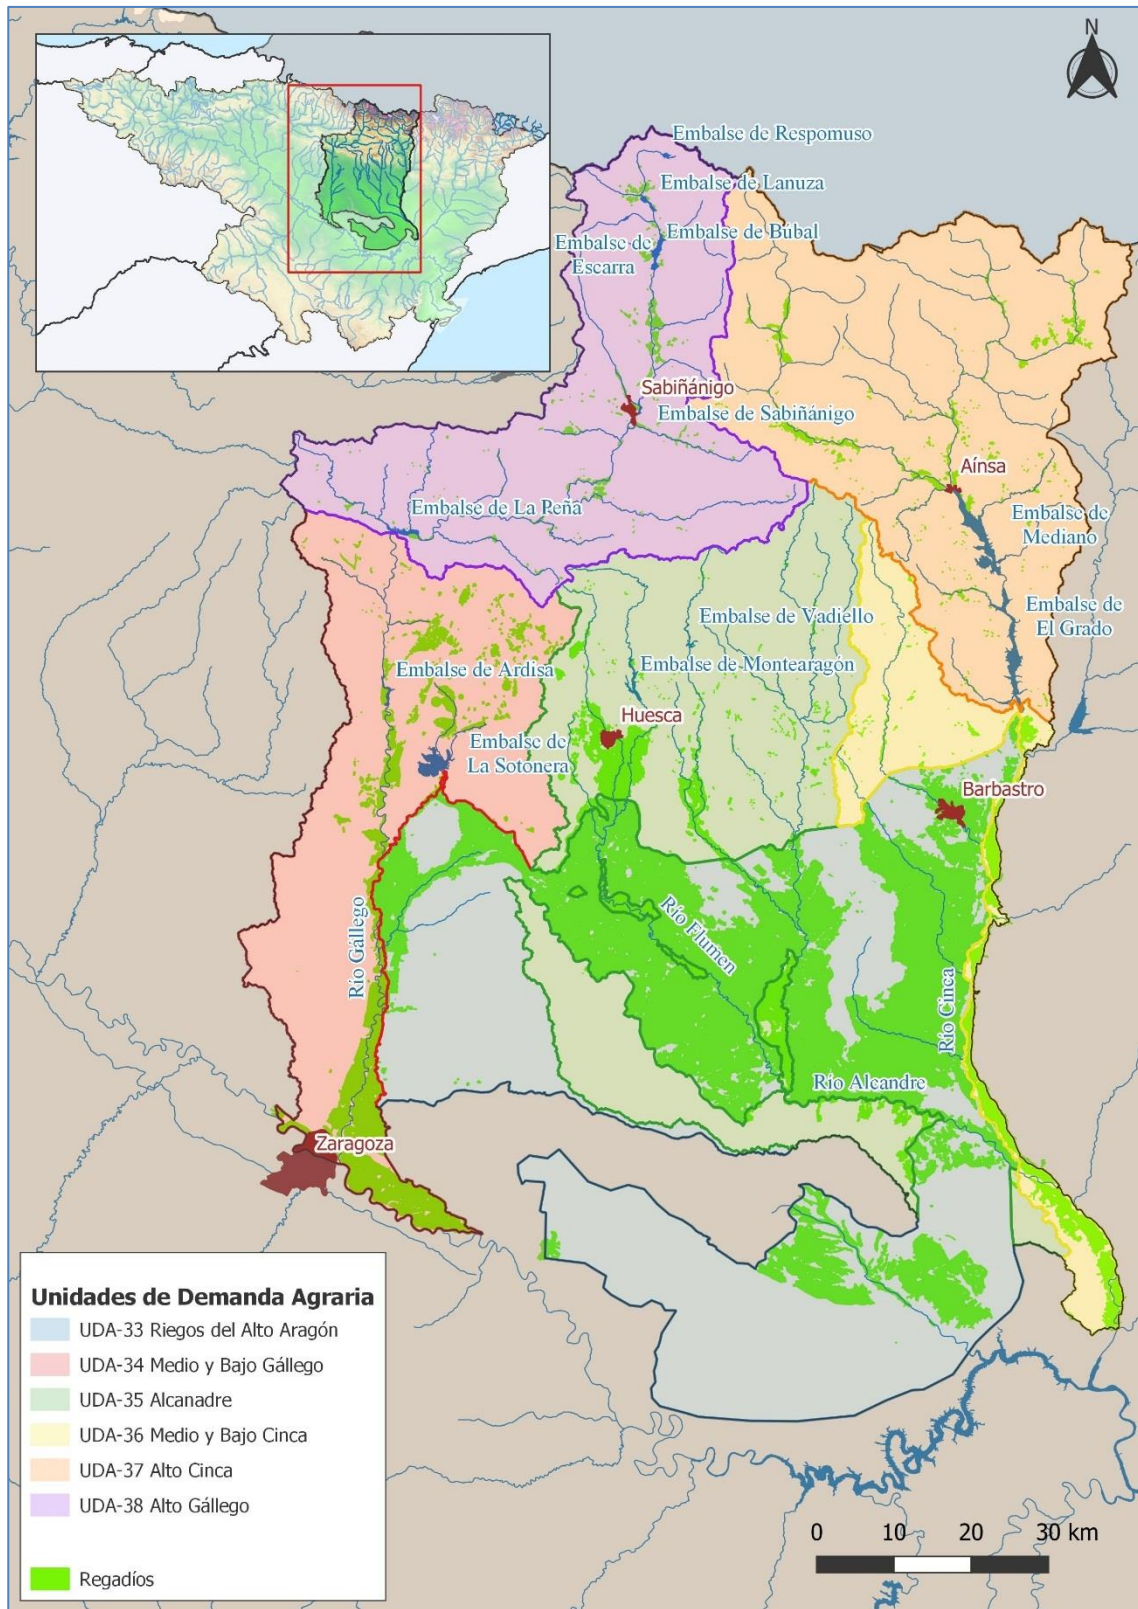 N
Embalse de Respomuso
Embalse de Lanuza
Embalse de Bubal
Embalse de
Escarra
Sabiñánigo
Embalse de Sabiñánigo
Aínsa
Embalse de La Peña
Embalse de
Mediano
Embalse de Vadiello
Embalse de
El Grado
Embalse de Ardisa
Embalse de Montearagón
Huesca
Embalse de
La Sotonera
Barbastro
Río Gállego
Río Flumen
Río Cinca
Río Alcandre
Zaragoza
Unidades de Demanda Agraria
UDA-33 Riegos del Alto Aragón
UDA-34 Medio y Bajo Gállego
UDA-35 Alcanadre
UDA-36 Medio y Bajo Cinca
UDA-37 Alto Cinca
UDA-38 Alto Gállego
Regadíos
0 10 20 30 km